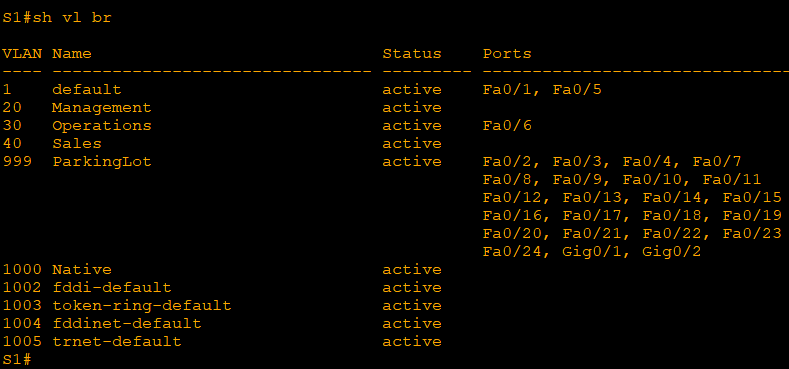 S1#sh vl br
VLAN Name                             Status    Ports
---- -------------------------------- --------- -------------------------------
1    default                          active    Fa0/1, Fa0/5
20   Management                       active
30   Operations                       active    Fa0/6
40   Sales                            active
999  ParkingLot                       active    Fa0/2, Fa0/3, Fa0/4, Fa0/7
                                                Fa0/8, Fa0/9, Fa0/10, Fa0/11
                                                Fa0/12, Fa0/13, Fa0/14, Fa0/15
                                                Fa0/16, Fa0/17, Fa0/18, Fa0/19
                                                Fa0/20, Fa0/21, Fa0/22, Fa0/23
                                                Fa0/24, Gig0/1, Gig0/2
1000 Native                           active
1002 fddi-default                     active
1003 token-ring-default               active
1004 fddinet-default                  active
1005 trnet-default                    active
S1#